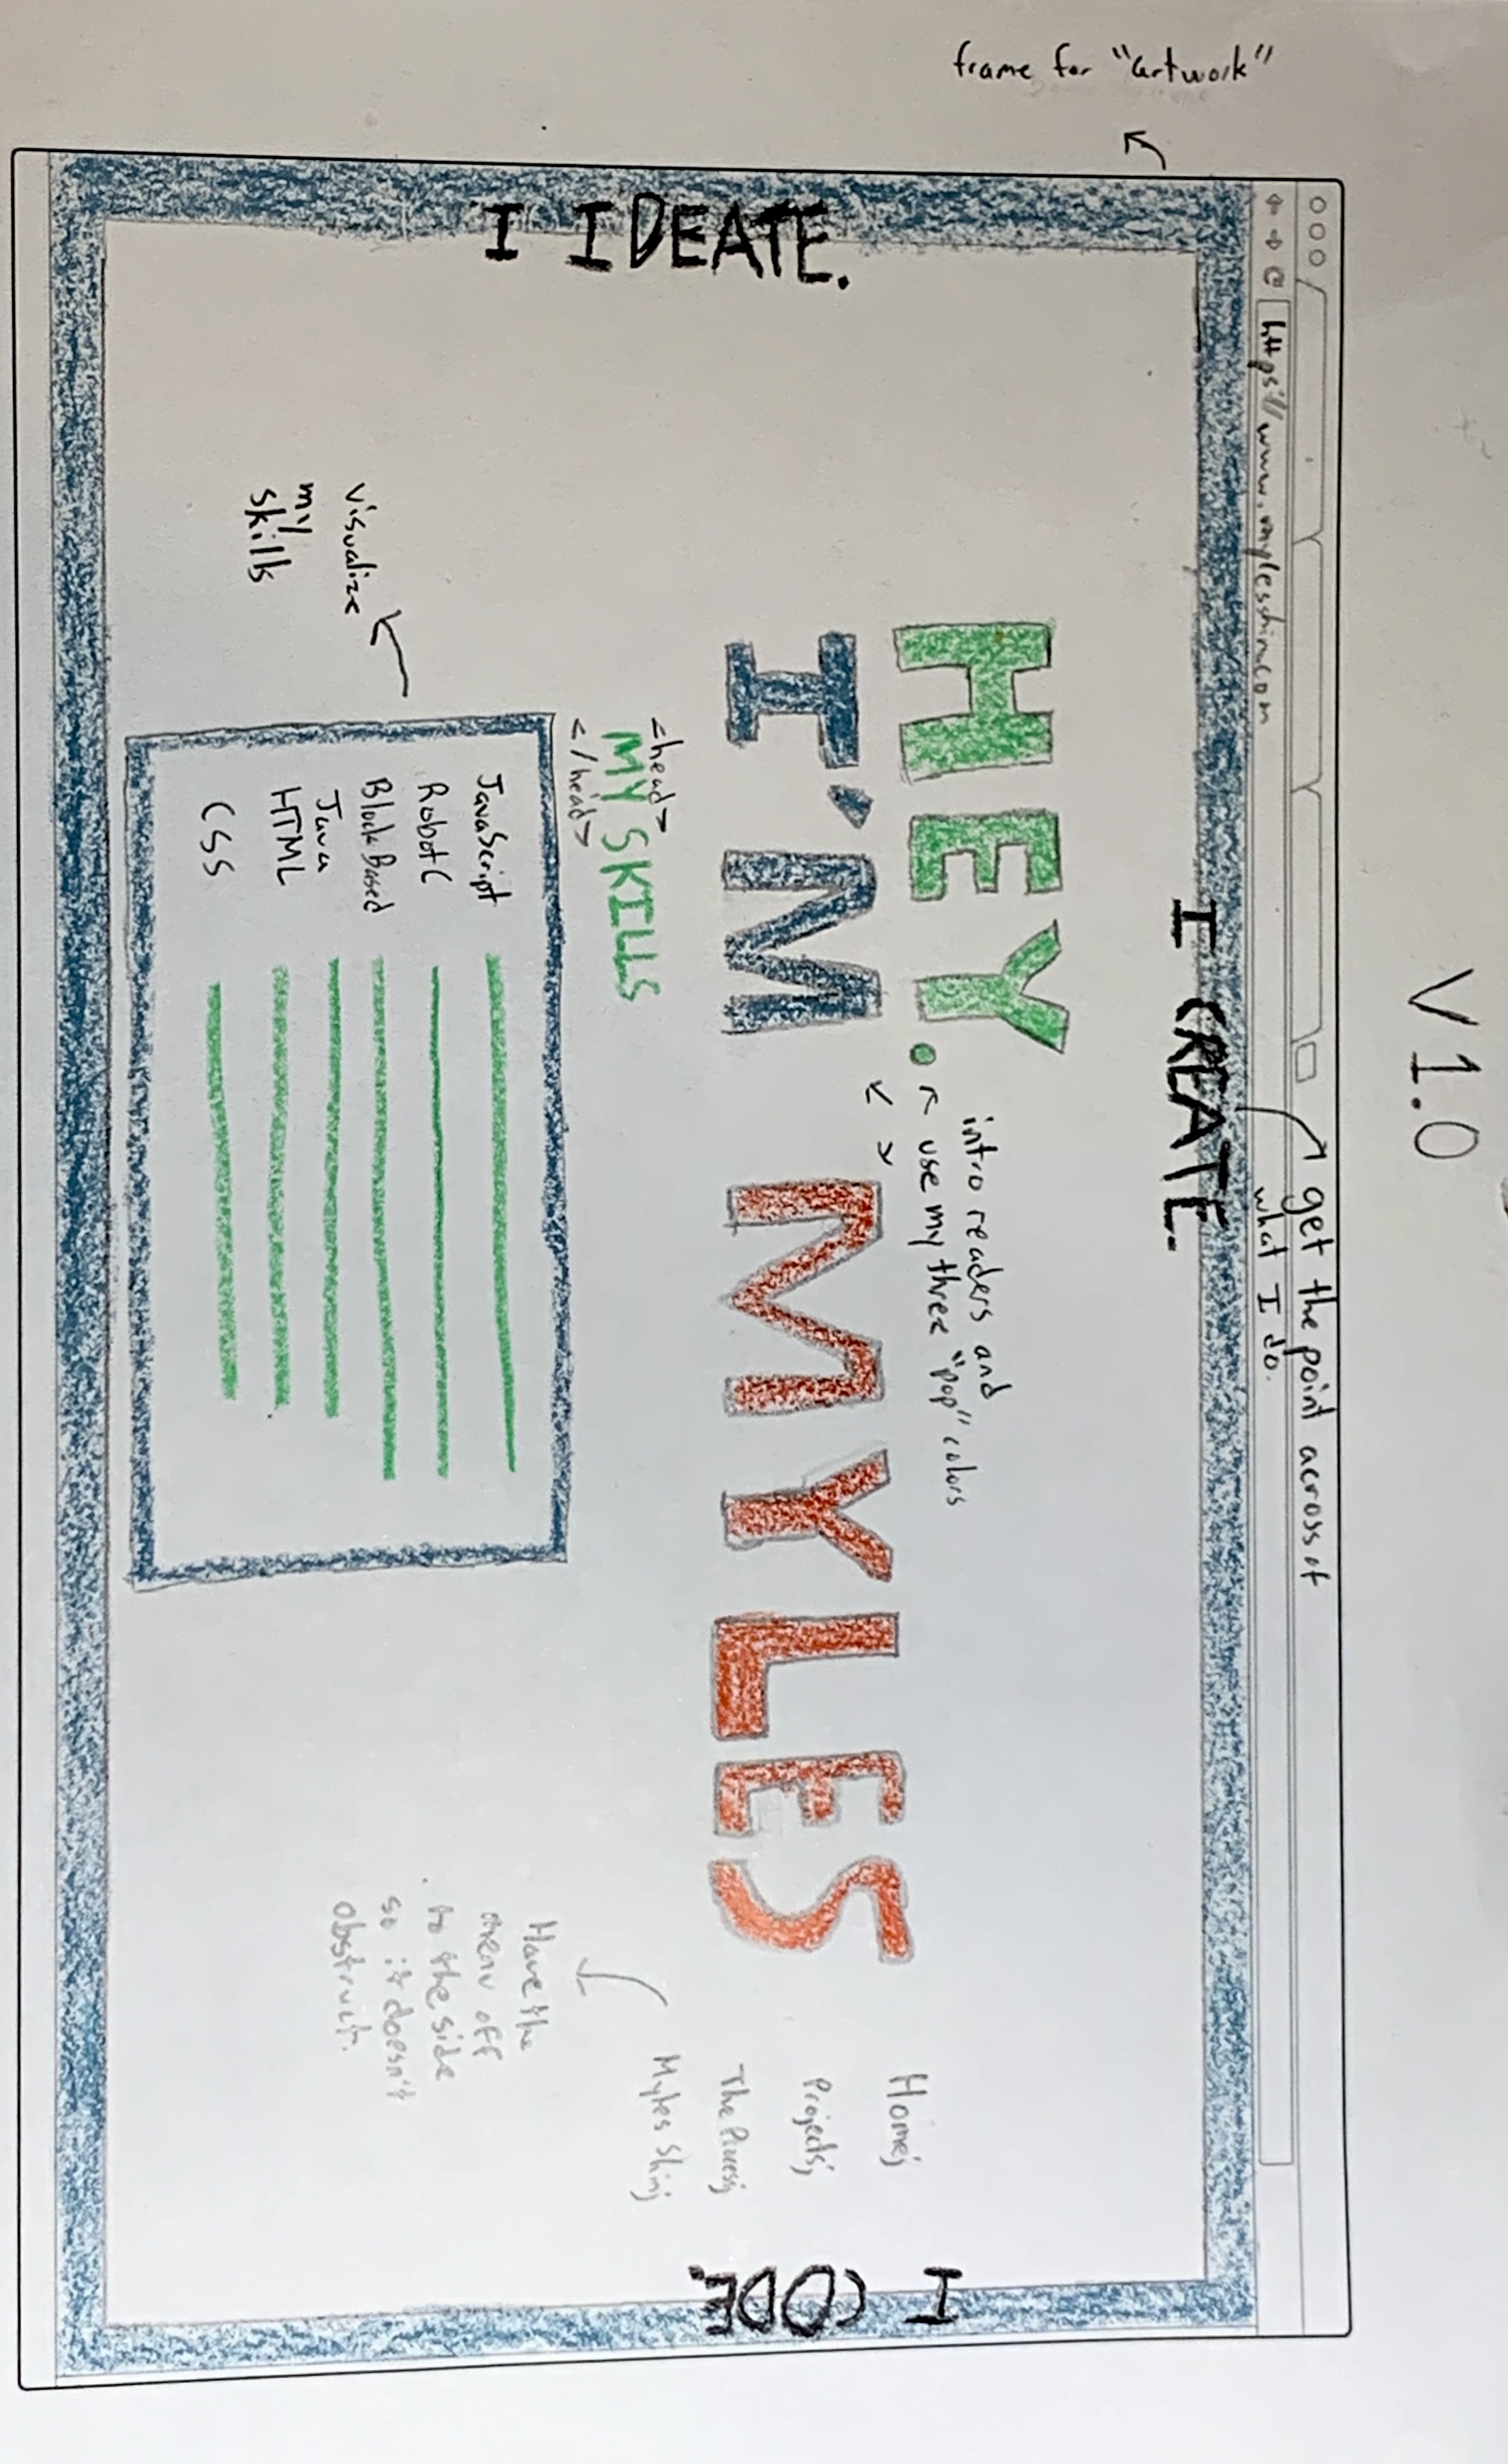 V 1.0
frame for "artwork"
get the point across of
what I do.
https://www.mylesshin.com
I CREATE.
I IDEATE.
I CODE.
HEY.
intro readers and
use my three "pop" colors
< >
I'M MYLES
Home;
Projects;
The Process;
Myles Shin;
Have the
menu off
to the side
so it doesn't
obstruct.
<head>
MY SKILLS
</head>
visualize
my
skills
JavaScript
RobotC
Block Based
Java
HTML
CSS